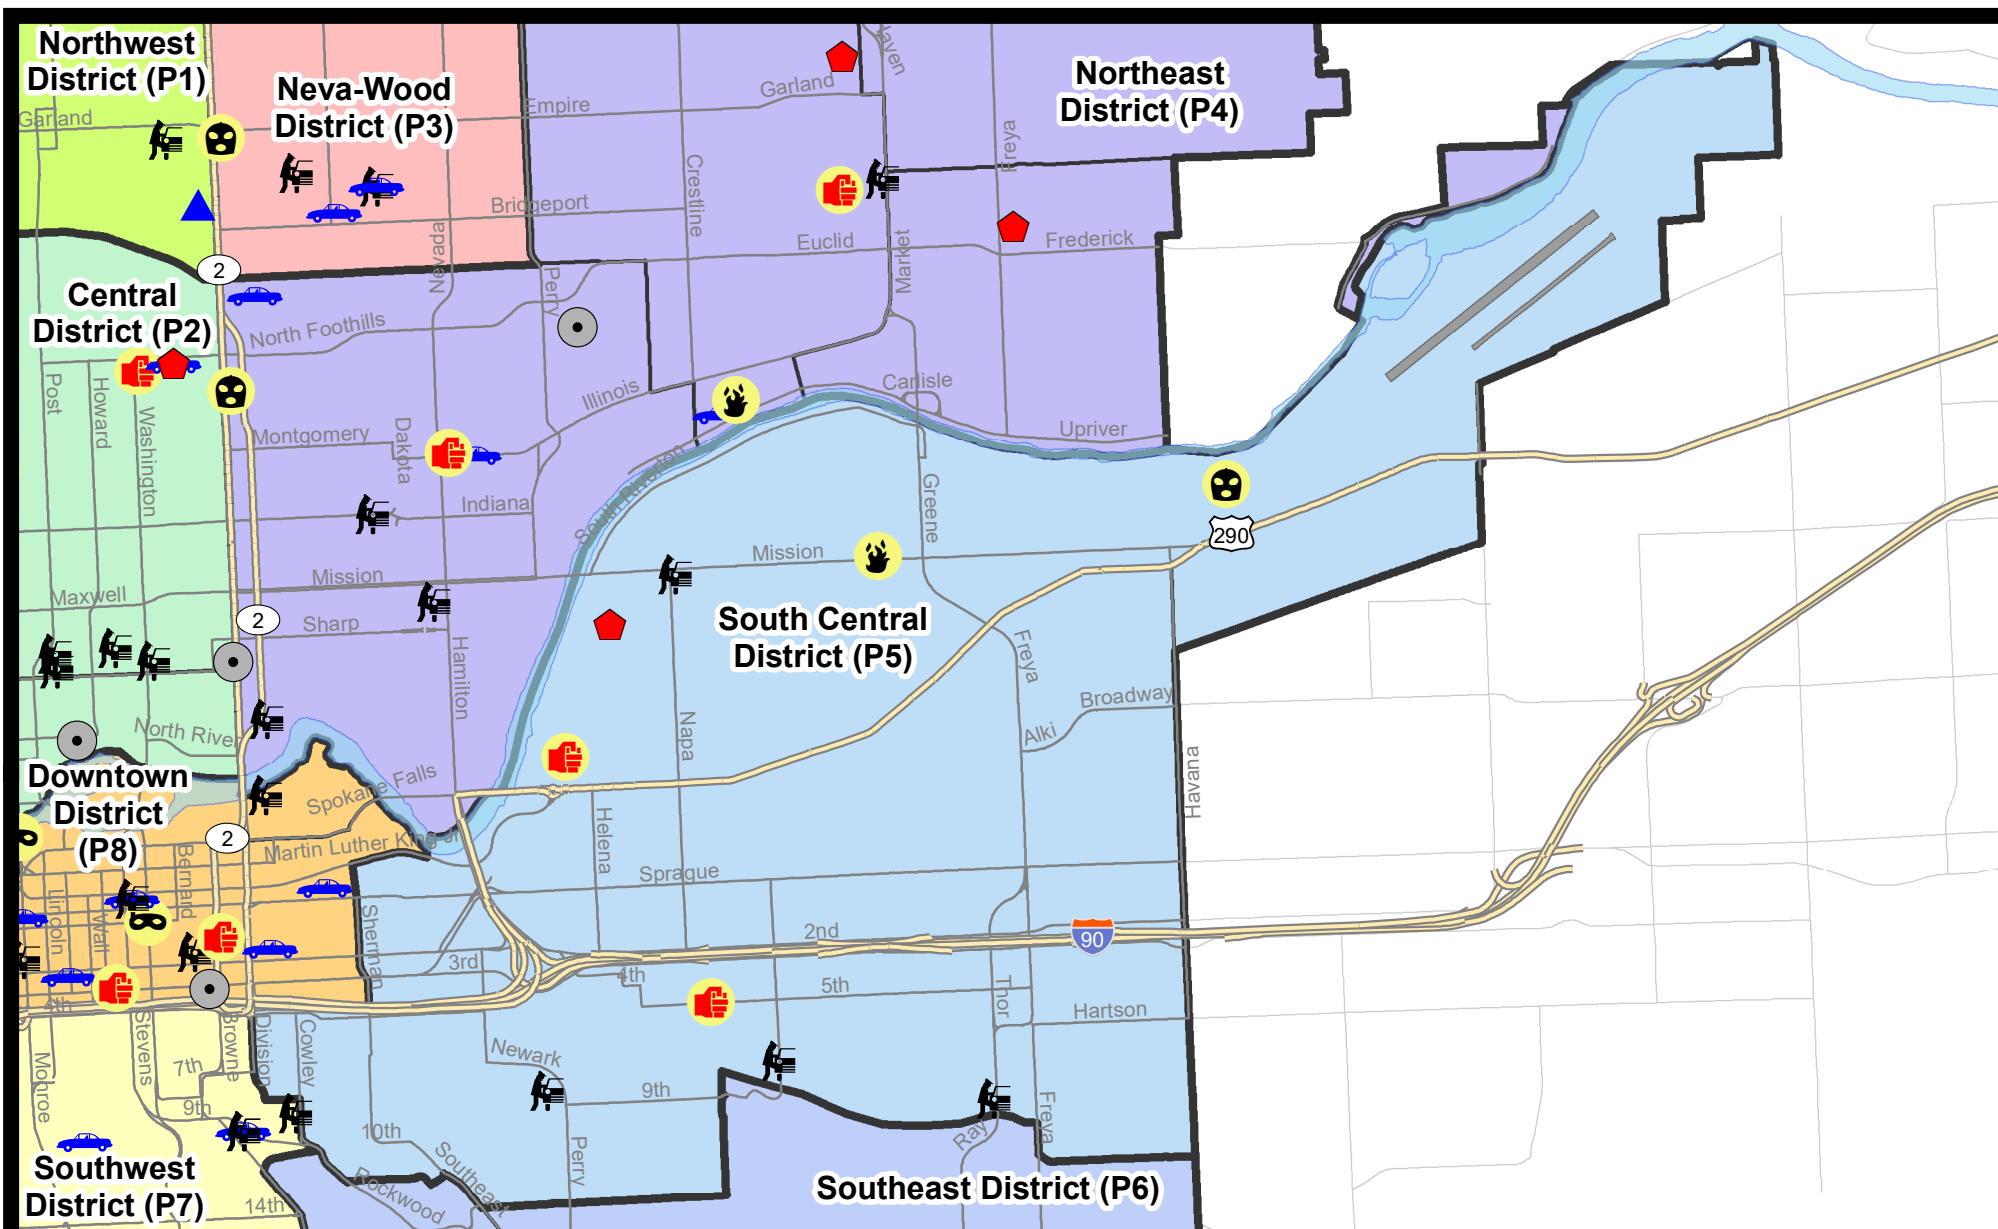 Northwest
District (P1)
Neva-Wood
District (P3)
Northeast
District (P4)
Garland
Empire
Garland
Haven
Freya
Crestline
Bridgeport
Nevada
Euclid
Market
Frederick
2
Perry
Central
District (P2)
North Foothills
Post
Howard
Washington
Illinois
Carlisle
Montgomery
Dakota
Upriver
South Riverton
Indiana
Greene
290
Mission
Mission
Maxwell
2
Sharp
South Central
District (P5)
Hamilton
Freya
Broadway
Alki
Napa
North River
Havana
Downtown
District
(P8)
Spokane Falls
2
Martin Luther King Jr
Helena
Bernard
Sprague
Lincoln
Wall
Sherman
2nd
90
3rd
4th
5th
4th
Thor
Hartson
Stevens
Browne
Division
Cowley
Monroe
7th
Newark
9th
9th
Freya
Ray
10th
Southeast
Perry
Rockwood
Southwest
District (P7)
14th
Southeast District (P6)